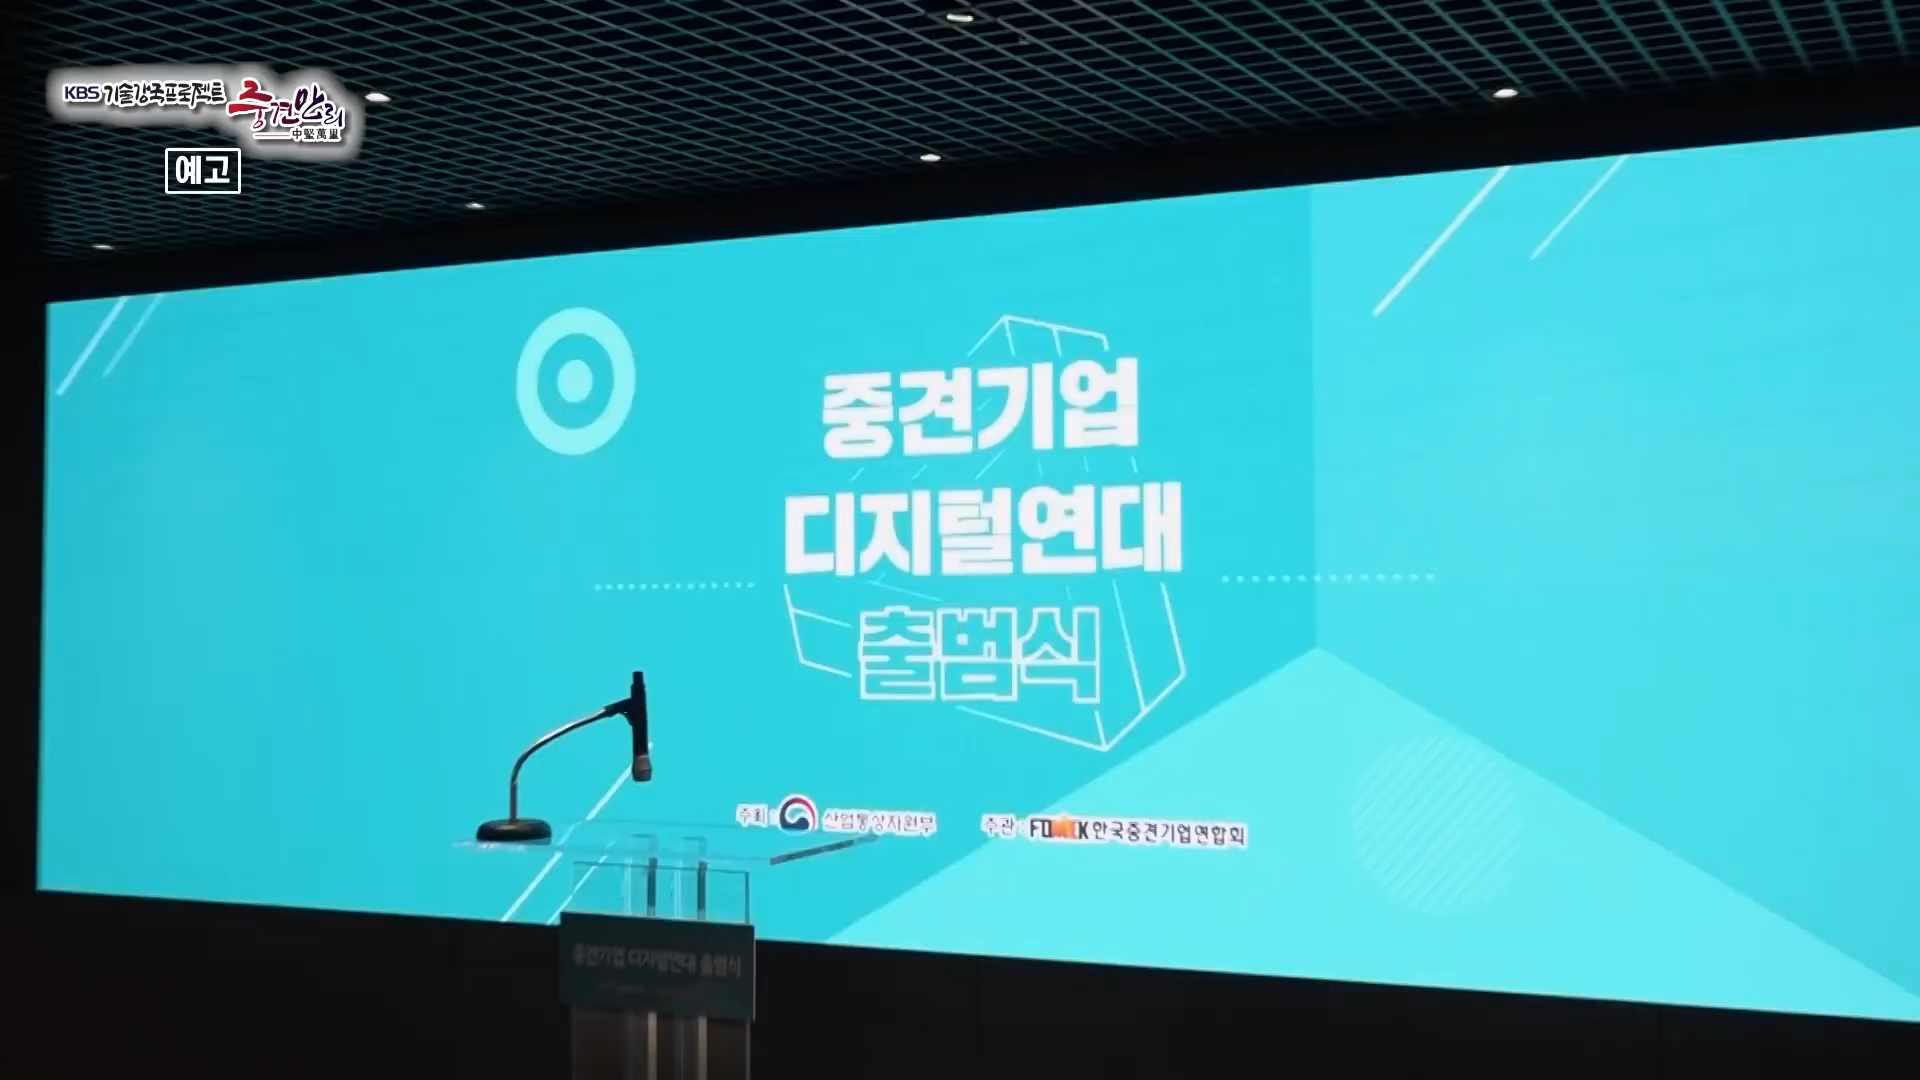 KBS 기술강국프로젝트
중견만리
中堅萬里
예고
중견기업
디지털연대
출범식
주최 : 산업통상자원부
주관 : FOMEK 한국중견기업연합회
중견기업 디지털연대 출범식